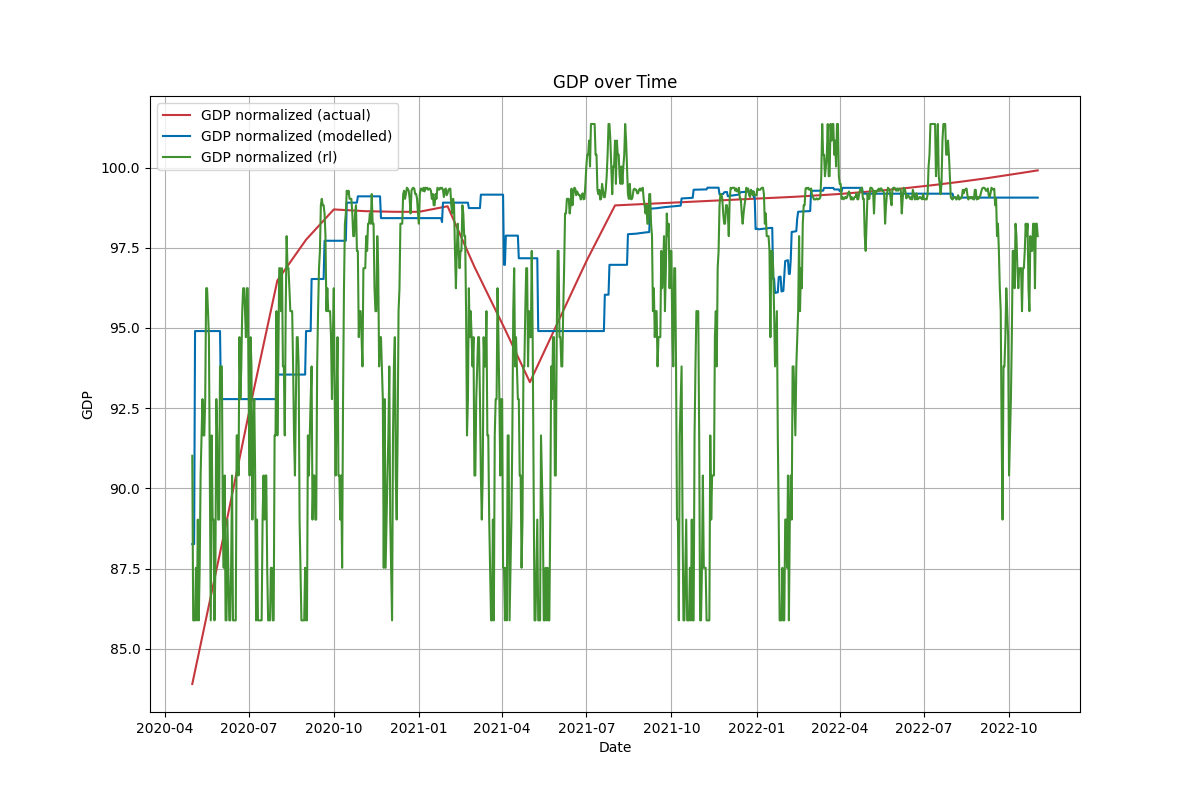 GDP over Time
GDP normalized (actual)
GDP normalized (modelled)
GDP normalized (rl)
100.0
97.5
95.0
92.5
90.0
87.5
85.0
GDP
2020-04 2020-07 2020-10 2021-01 2021-04 2021-07 2021-10 2022-01 2022-04 2022-07 2022-10
Date